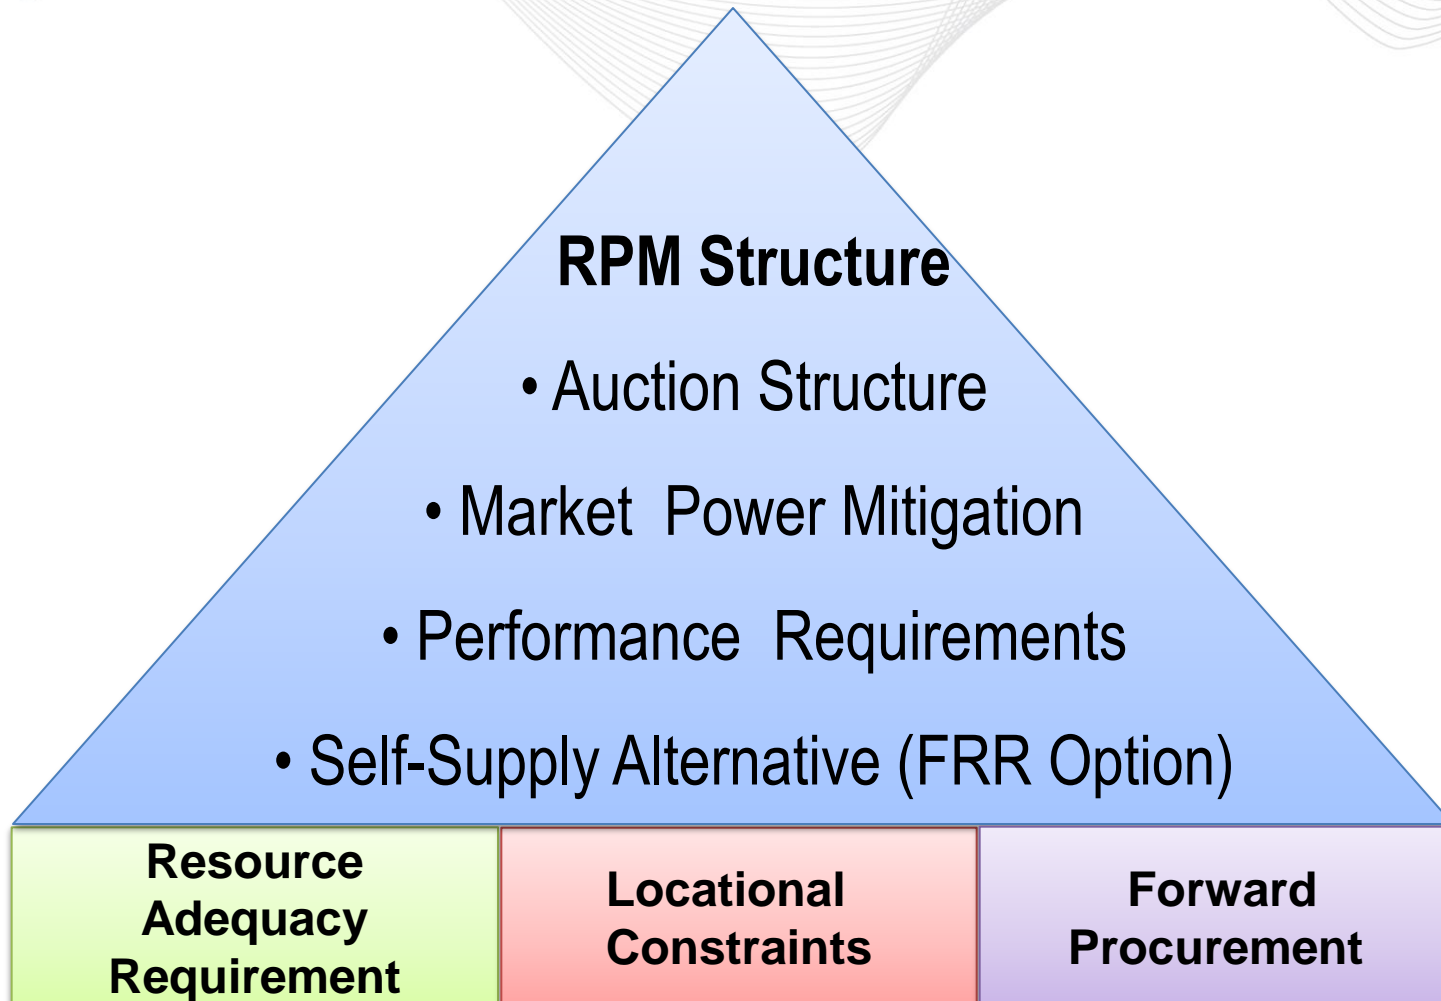 RPM Structure
• Auction Structure
• Market  Power Mitigation
• Performance  Requirements
• Self-Supply Alternative (FRR Option)
Resource
Adequacy
Requirement
Locational
Constraints
Forward
Procurement